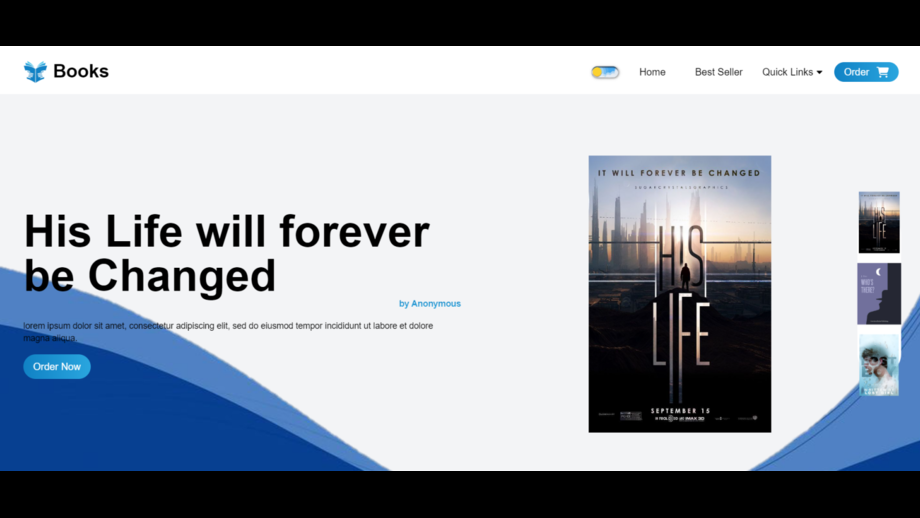 Books
Home
Best Seller
Quick Links
Order
His Life will forever
be Changed
by Anonymous
lorem ipsum dolor sit amet, consectetur adipiscing elit, sed do eiusmod tempor incididunt ut labore et dolore
magna aliqua.
Order Now
IT WILL FOREVER BE CHANGED
HIS
LIFE
SEPTEMBER 15
HIS
LIFE
WHO'S
THERE?